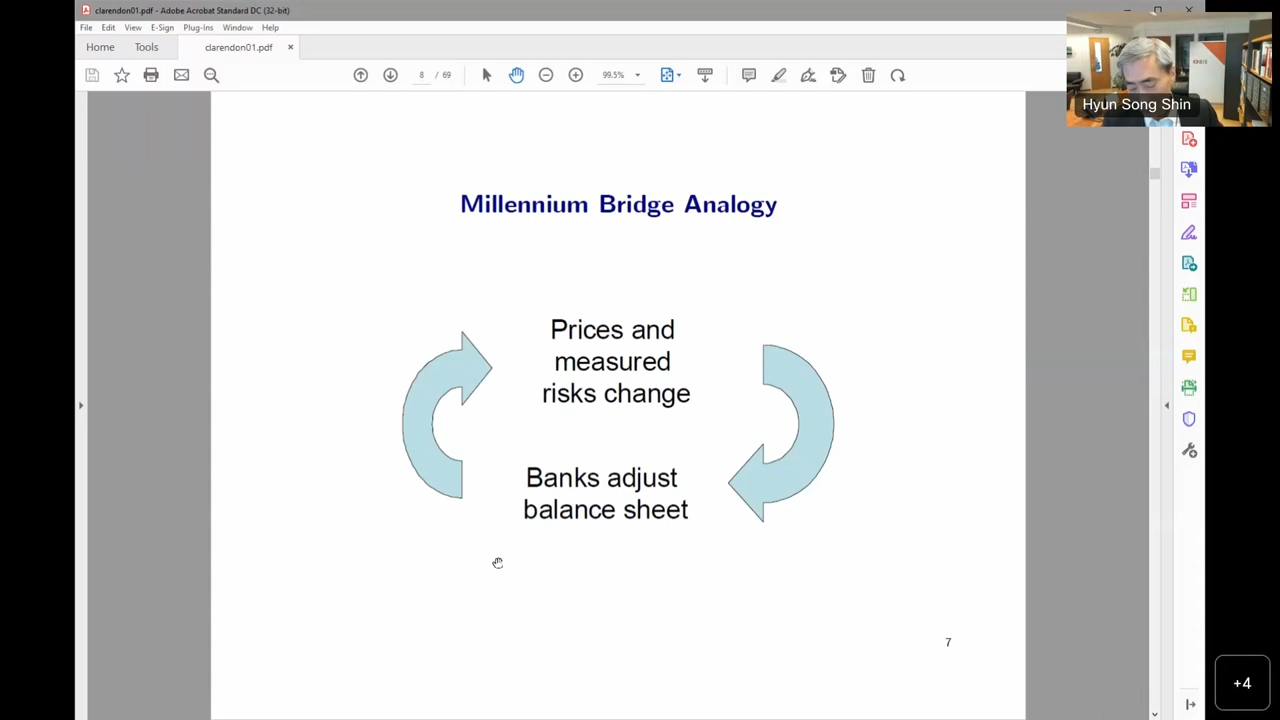 clarendon01.pdf - Adobe Acrobat Standard DC (32-bit)
File Edit View E-Sign Plug-Ins Window Help
Home Tools clarendon01.pdf
8 / 69 99.5%
Hyun Song Shin
Millennium Bridge Analogy
Prices and
measured
risks change
Banks adjust
balance sheet
7
+4